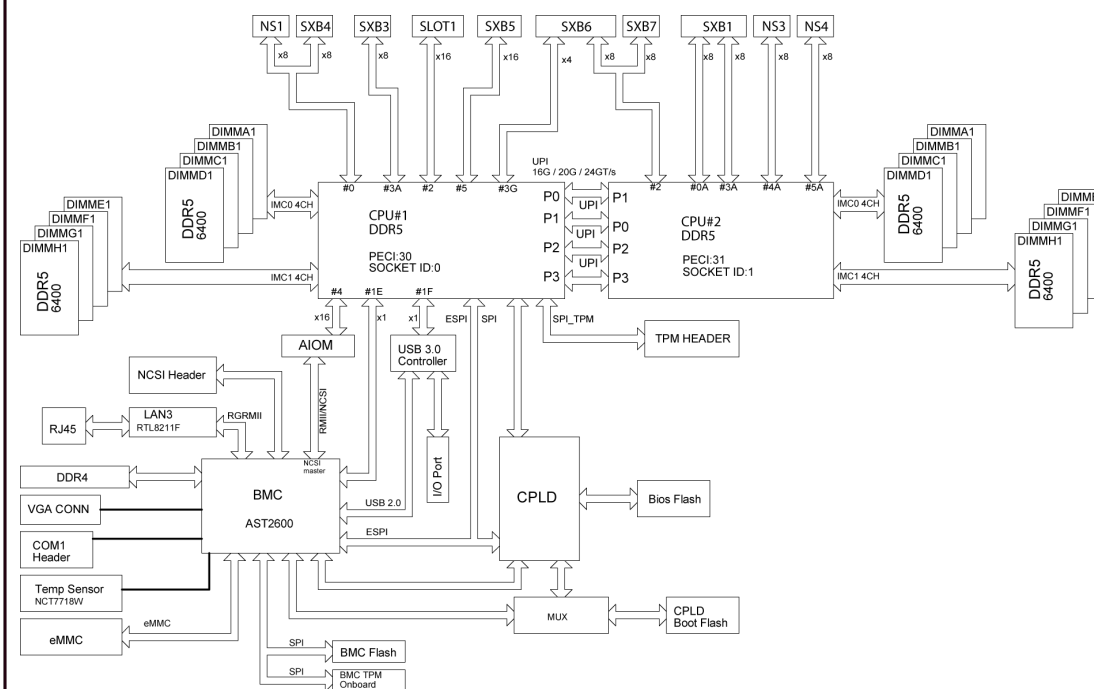 NS1 SXB4 SXB3 SLOT1 SXB5 SXB6 SXB7 SXB1 NS3 NS4
x8 x8 x8 x16 x16 x4 x8 x8 x8 x8 x8 x8
DIMMA1
DIMMB1
DIMMC1
DIMMD1
DDR5
6400
DIMME1
DIMMF1
DIMMG1
DIMMH1
DDR5
6400
IMC0 4CH
IMC1 4CH
#0 #3A #2 #5 #3G
CPU#1
DDR5
PECI:30
SOCKET ID:0
P0
P1
P2
P3
#4 #1E #1F
UPI
16G / 20G / 24GT/s
UPI
UPI
UPI
#2 #0A #3A #4A #5A
P1
P0
P2
P3
CPU#2
DDR5
PECI:31
SOCKET ID:1
IMC0 4CH
IMC1 4CH
DIMMA1
DIMMB1
DIMMC1
DIMMD1
DDR5
6400
DIMMF1
DIMMG1
DIMMH1
DDR5
6400
x16 x1 x1 ESPI SPI SPI_TPM
AIOM
USB 3.0
Controller
TPM HEADER
NCSI Header
RMII/NCSI
LAN3
RTL8211F
RGRMII
RJ45
I/O Port
DDR4
NCSI
master
BMC
AST2600
USB 2.0
ESPI
CPLD
Bios Flash
VGA CONN
COM1
Header
Temp Sensor
NCT7718W
eMMC
eMMC
MUX
CPLD
Boot Flash
SPI
BMC Flash
SPI
BMC TPM
Onboard